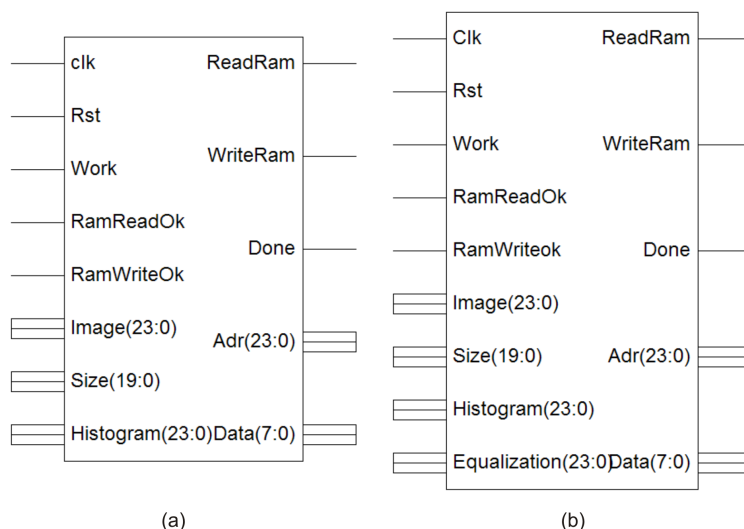 clk ReadRam
Rst
Work WriteRam
RamReadOk
Done
RamWriteOk
Image(23:0)
Adr(23:0)
Size(19:0)
Histogram(23:0) Data(7:0)
(a)
Clk ReadRam
Rst
Work WriteRam
RamReadOk
RamWriteok Done
Image(23:0)
Size(19:0) Adr(23:0)
Histogram(23:0)
Equalization(23:0) Data(7:0)
(b)